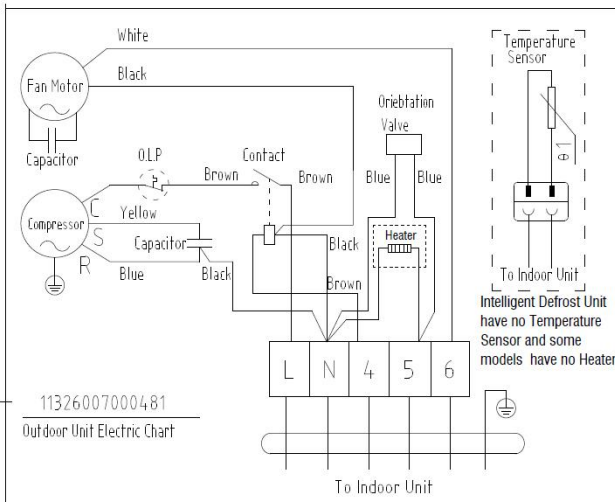 White
Fan Motor
Black
Capacitor
O.L.P
Contact
Oriebtation
Valve
Brown
Brown
Blue
Blue
Compressor
C
S
R
Yellow
Capacitor
Blue
Black
Black
Brown
Heater
L N 4 5 6
11326007000481
Outdoor Unit Electric Chart
To Indoor Unit
Temperature
Sensor
θ1
To Indoor Unit
Intelligent Defrost Unit
have no Temperature
Sensor and some
models have no Heater